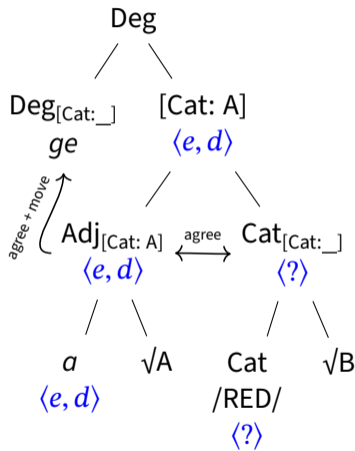 Deg
Deg[Cat:_] [Cat: A]
ge ⟨e, d⟩
agree + move
Adj[Cat: A] agree Cat[Cat:_]
⟨e, d⟩ ⟨?⟩
a √A Cat √B
⟨e, d⟩ /RED/
⟨?⟩